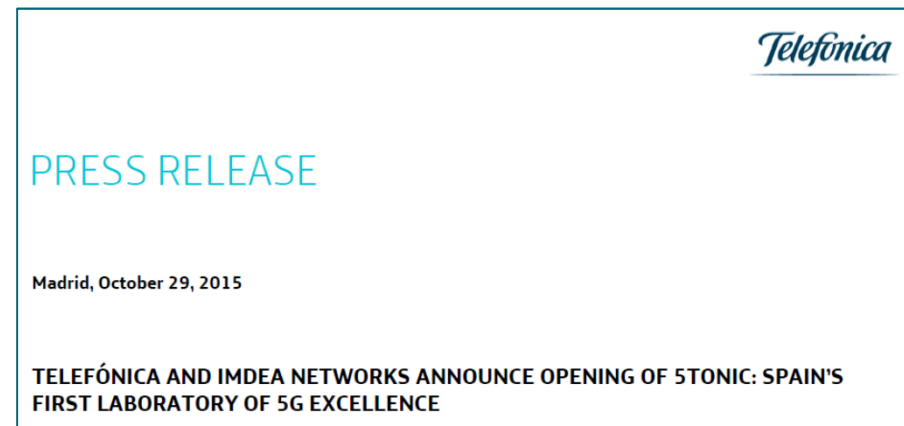 Telefónica
PRESS RELEASE
Madrid, October 29, 2015
TELEFÓNICA AND IMDEA NETWORKS ANNOUNCE OPENING OF 5TONIC: SPAIN'S
FIRST LABORATORY OF 5G EXCELLENCE